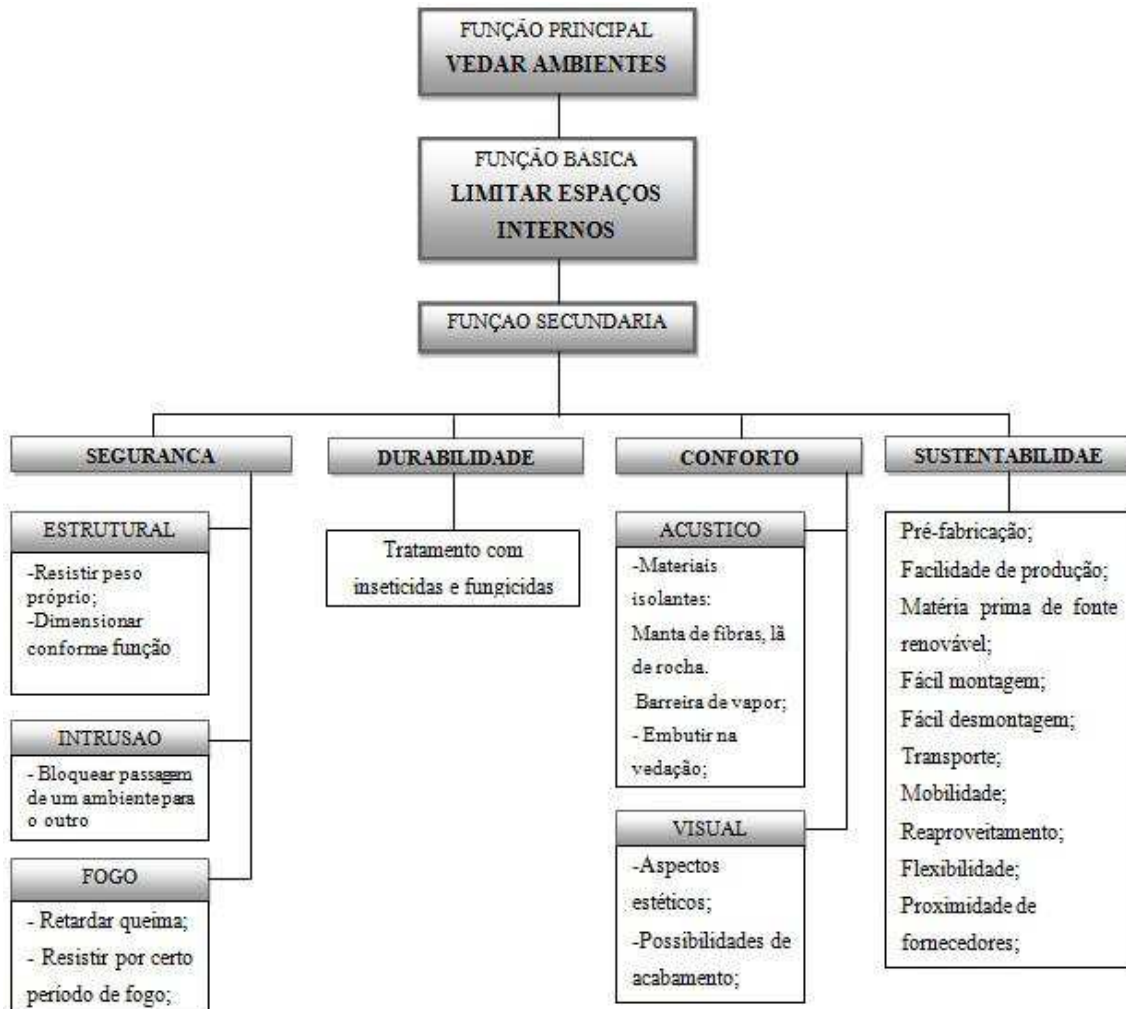 FUNÇÃO PRINCIPAL
VEDAR AMBIENTES
FUNÇÃO BÁSICA
LIMITAR ESPAÇOS
INTERNOS
FUNÇAO SECUNDARIA
SEGURANCA
ESTRUTURAL
-Resistir peso
próprio;
-Dimensionar
conforme função
INTRUSAO
- Bloquear passagem
de um ambiente para
o outro
FOGO
- Retardar queima;
- Resistir por certo
período de fogo;
DURABILIDADE
Tratamento com
inseticidas e fungicidas
CONFORTO
ACUSTICO
-Materiais
isolantes:
Manta de fibras, lã
de rocha.
Barreira de vapor;
- Embutir na
vedação;
VISUAL
-Aspectos
estéticos;
-Possibilidades de
acabamento;
SUSTENTABILIDAE
Pré-fabricação;
Facilidade de produção;
Matéria prima de fonte
renovável;
Fácil montagem;
Fácil desmontagem;
Transporte;
Mobilidade;
Reaproveitamento;
Flexibilidade;
Proximidade de
fornecedores;